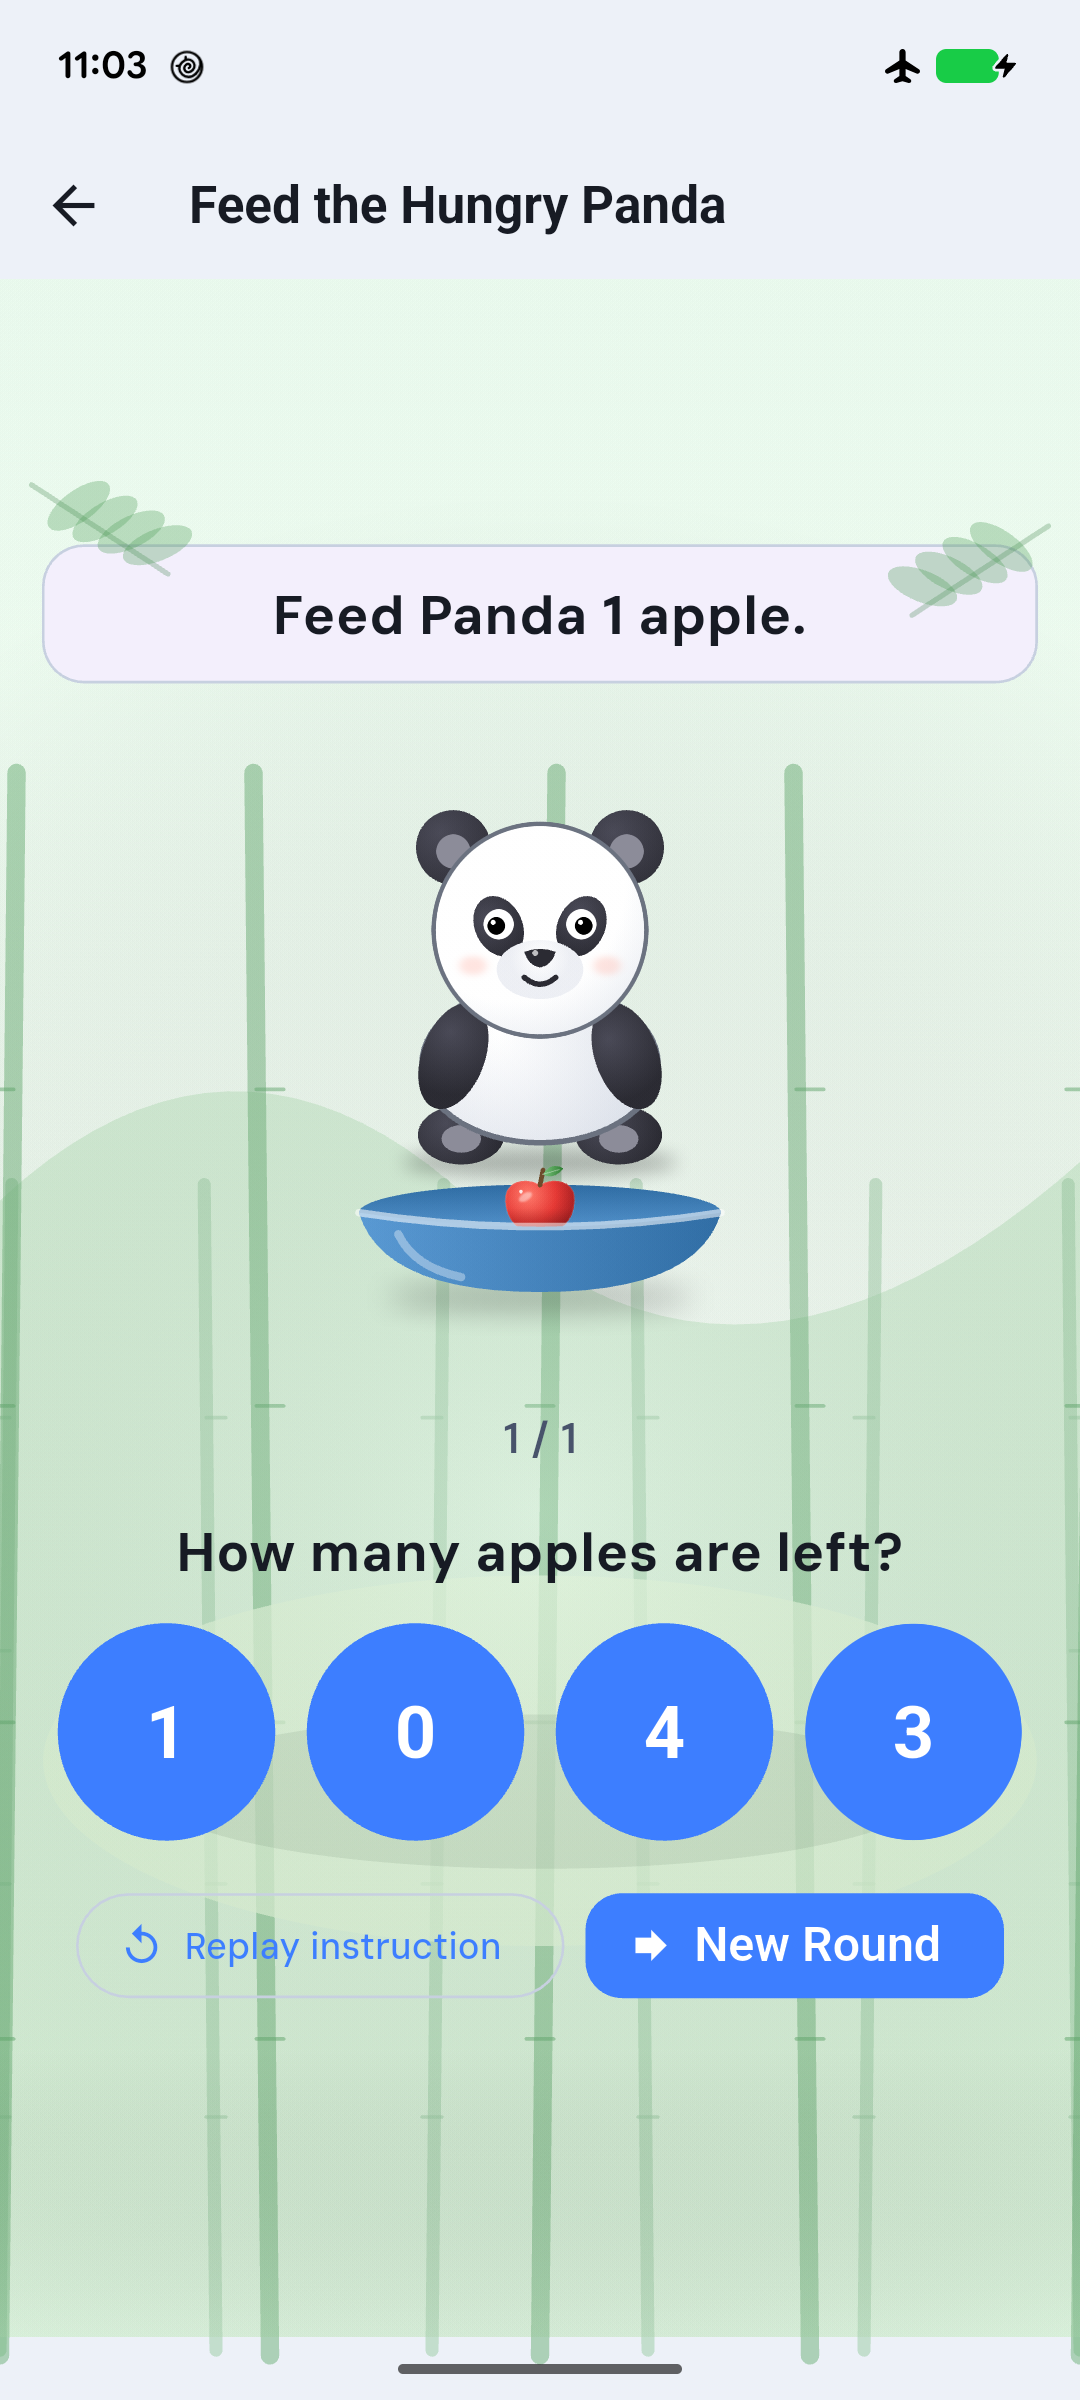 11:03
Feed the Hungry Panda
Feed Panda 1 apple.
1 / 1
How many apples are left?
1 0 4 3
Replay instruction New Round